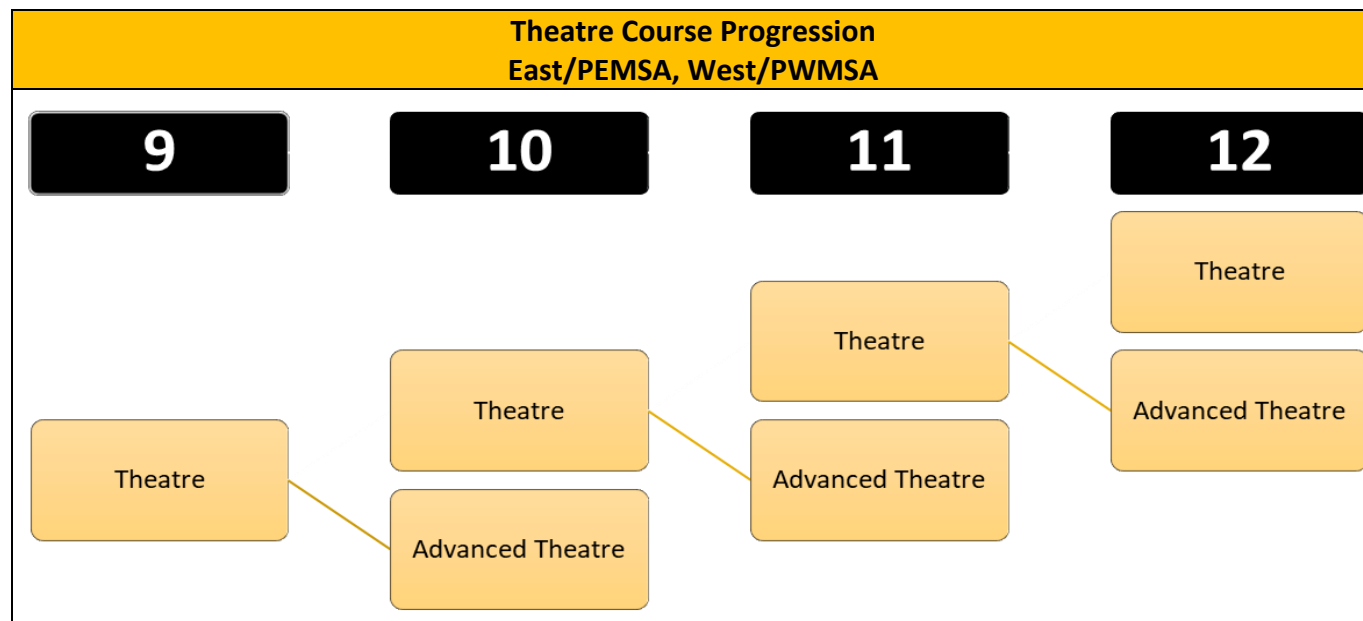 Theatre Course Progression
East/PEMSA, West/PWMSA
9
10
11
12
Theatre
Theatre
Advanced Theatre
Theatre
Advanced Theatre
Theatre
Advanced Theatre